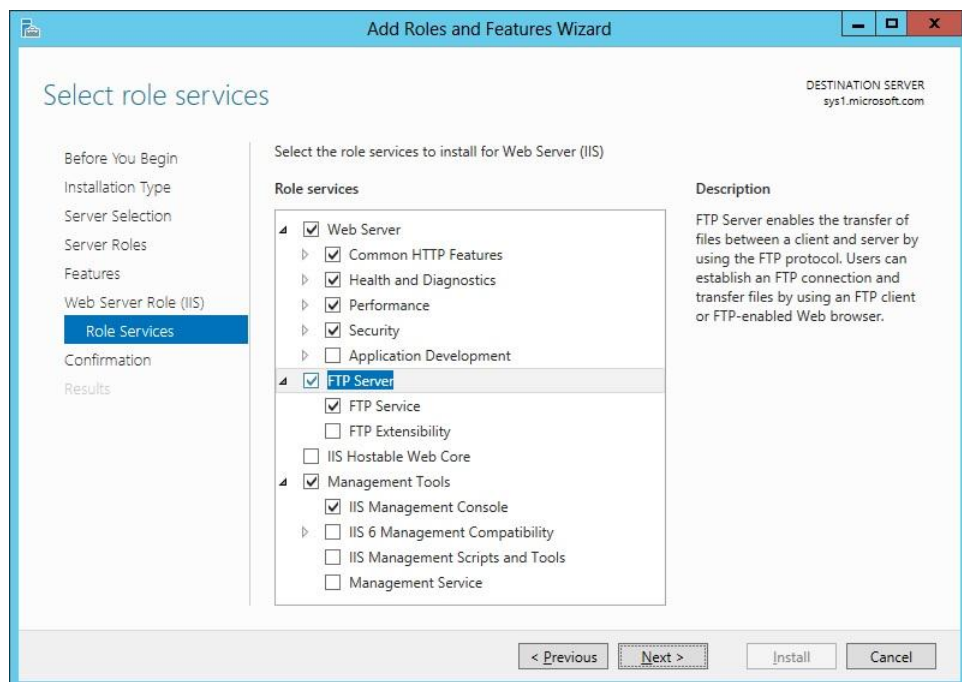 Add Roles and Features Wizard
Select role services
DESTINATION SERVER
sys1.microsoft.com
Before You Begin
Installation Type
Server Selection
Server Roles
Features
Web Server Role (IIS)
Role Services
Confirmation
Results
Select the role services to install for Web Server (IIS)
Role services
Web Server
Common HTTP Features
Health and Diagnostics
Performance
Security
Application Development
FTP Server
FTP Service
FTP Extensibility
IIS Hostable Web Core
Management Tools
IIS Management Console
IIS 6 Management Compatibility
IIS Management Scripts and Tools
Management Service
Description
FTP Server enables the transfer of
files between a client and server by
using the FTP protocol. Users can
establish an FTP connection and
transfer files by using an FTP client
or FTP-enabled Web browser.
< Previous
Next >
Install
Cancel